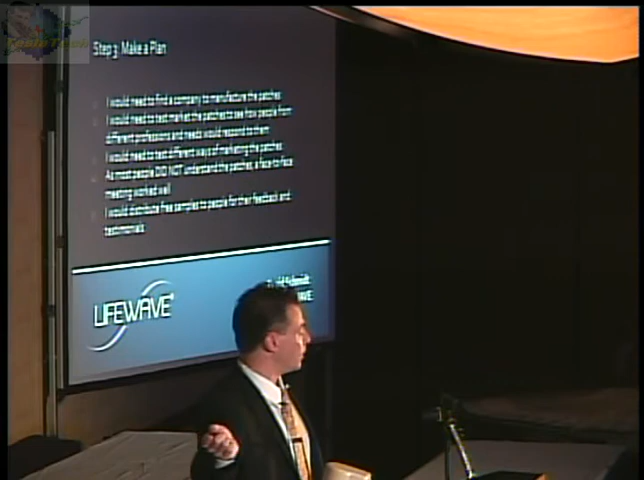 Step 3: Make a Plan
I would need to find a company to manufacture the patches
I would need to test market the patches to see how people from
different professions and needs would respond to them
I would need to test different ways of marketing the patches.
As most people DID NOT understand the patches, a face to face
meeting worked well
I would distribute free samples to people for their feedback and
testimonials
LIFEWAVE
Schmidt